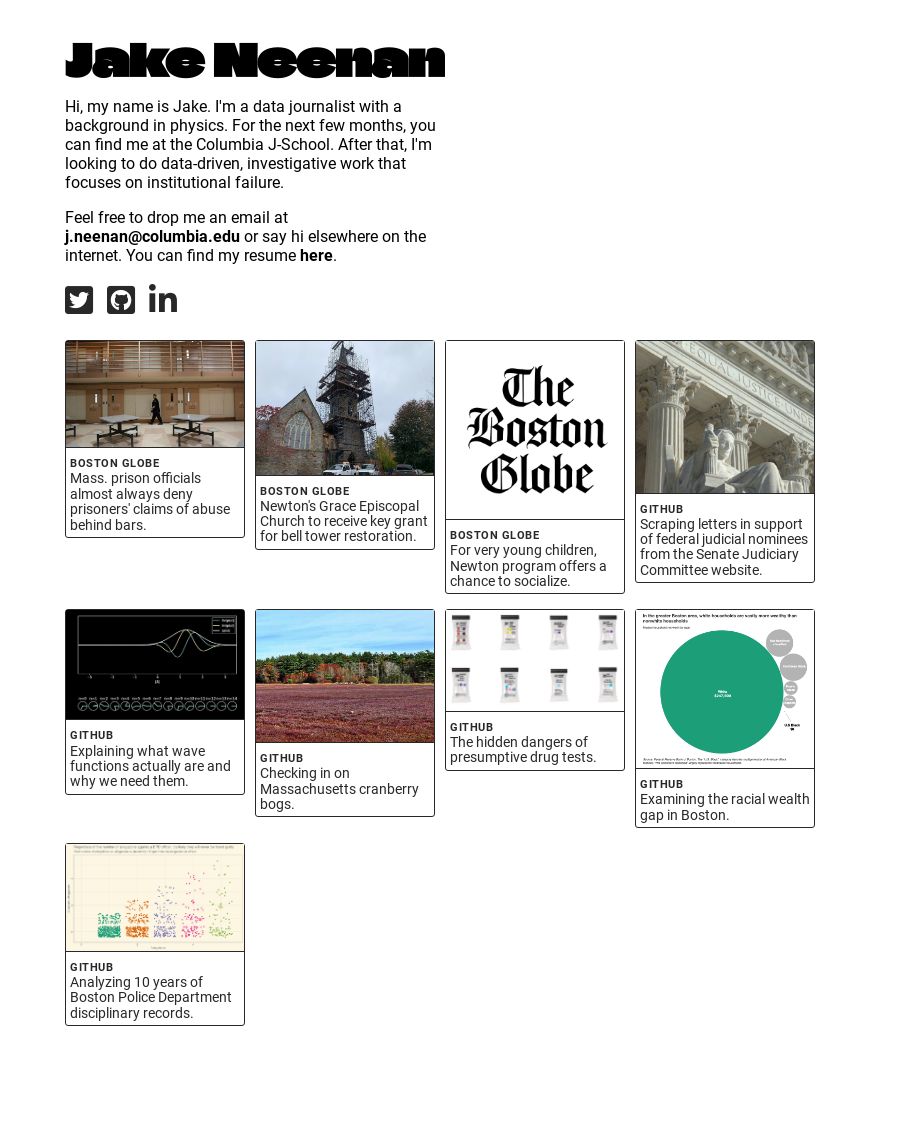 Jake Neenan
Hi, my name is Jake. I'm a data journalist with a
background in physics. For the next few months, you
can find me at the Columbia J-School. After that, I'm
looking to do data-driven, investigative work that
focuses on institutional failure.
Feel free to drop me an email at
j.neenan@columbia.edu or say hi elsewhere on the
internet. You can find my resume here.
in
BOSTON GLOBE
Mass. prison officials
almost always deny
prisoners' claims of abuse
behind bars.
BOSTON GLOBE
Newton's Grace Episcopal
Church to receive key grant
for bell tower restoration.
The
Boston
Globe
BOSTON GLOBE
For very young children,
Newton program offers a
chance to socialize.
EQUAL JUSTICE UNDE
GITHUB
Scraping letters in support
of federal judicial nominees
from the Senate Judiciary
Committee website.
GITHUB
Explaining what wave
functions actually are and
why we need them.
GITHUB
Checking in on
Massachusetts cranberry
bogs.
GITHUB
The hidden dangers of
presumptive drug tests.
In the greater Boston area, white households are vastly more wealthy than
nonwhite households
White
$247,500
U.S Black
GITHUB
Examining the racial wealth
gap in Boston.
GITHUB
Analyzing 10 years of
Boston Police Department
disciplinary records.